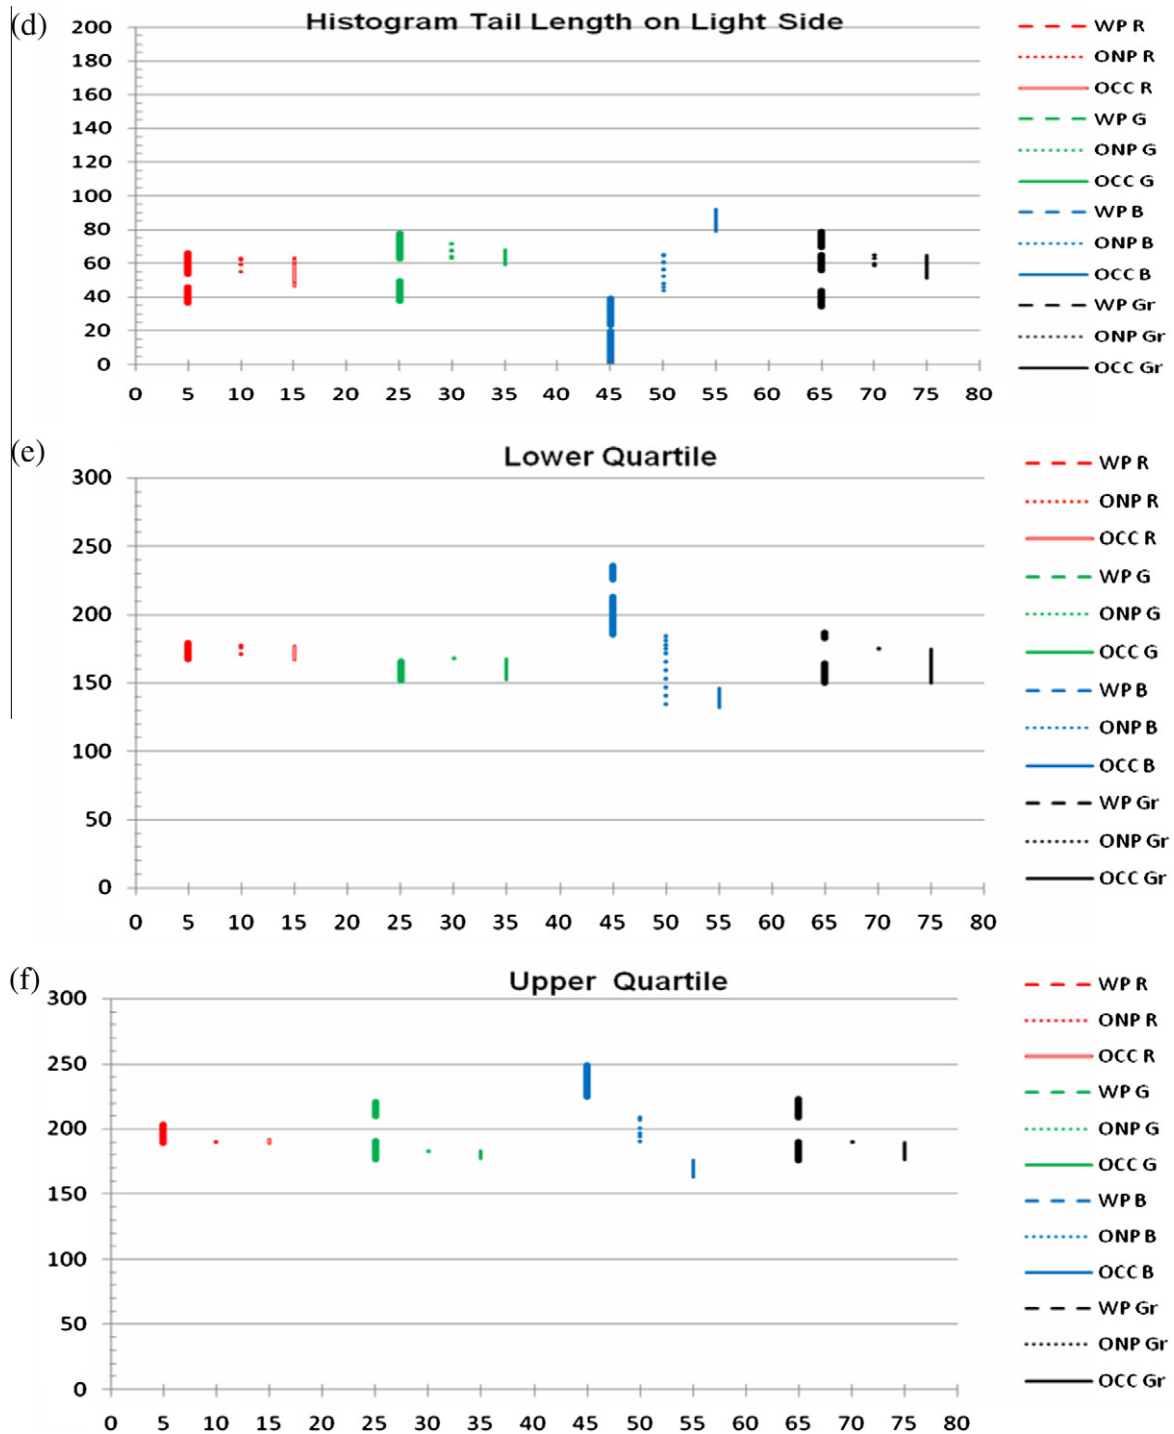 (d)
Histogram Tail Length on Light Side
200
180
160
140
120
100
80
60
40
20
0
0 5 10 15 20 25 30 35 40 45 50 55 60 65 70 75 80
WP R
ONP R
OCC R
WP G
ONP G
OCC G
WP B
ONP B
OCC B
WP Gr
ONP Gr
OCC Gr
(e)
Lower Quartile
300
250
200
150
100
50
0
0 5 10 15 20 25 30 35 40 45 50 55 60 65 70 75 80
WP R
ONP R
OCC R
WP G
ONP G
OCC G
WP B
ONP B
OCC B
WP Gr
ONP Gr
OCC Gr
(f)
Upper Quartile
300
250
200
150
100
50
0
0 5 10 15 20 25 30 35 40 45 50 55 60 65 70 75 80
WP R
ONP R
OCC R
WP G
ONP G
OCC G
WP B
ONP B
OCC B
WP Gr
ONP Gr
OCC Gr